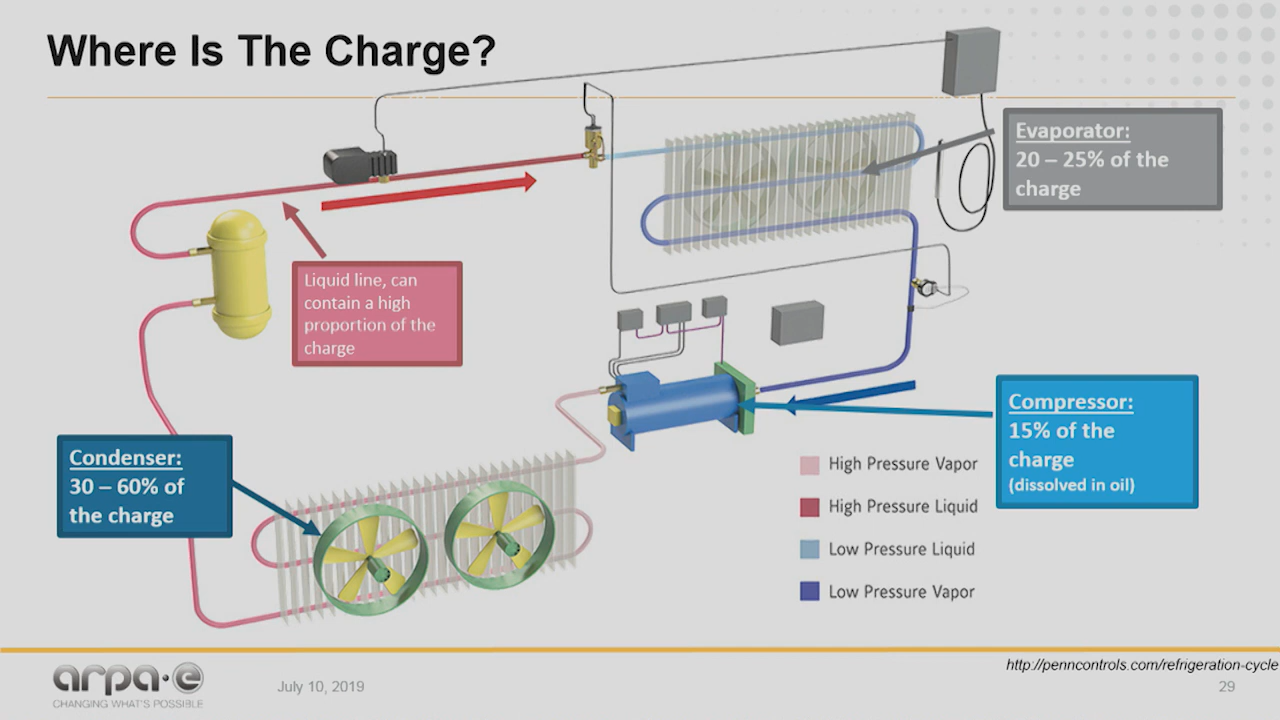 Where Is The Charge?
Evaporator:
20 – 25% of the
charge
Liquid line, can
contain a high
proportion of the
charge
Compressor:
15% of the
charge
(dissolved in oil)
Condenser:
30 – 60% of
the charge
High Pressure Vapor
High Pressure Liquid
Low Pressure Liquid
Low Pressure Vapor
http://penncontrols.com/refrigeration-cycle
arpa·e
CHANGING WHAT'S POSSIBLE
July 10, 2019
29